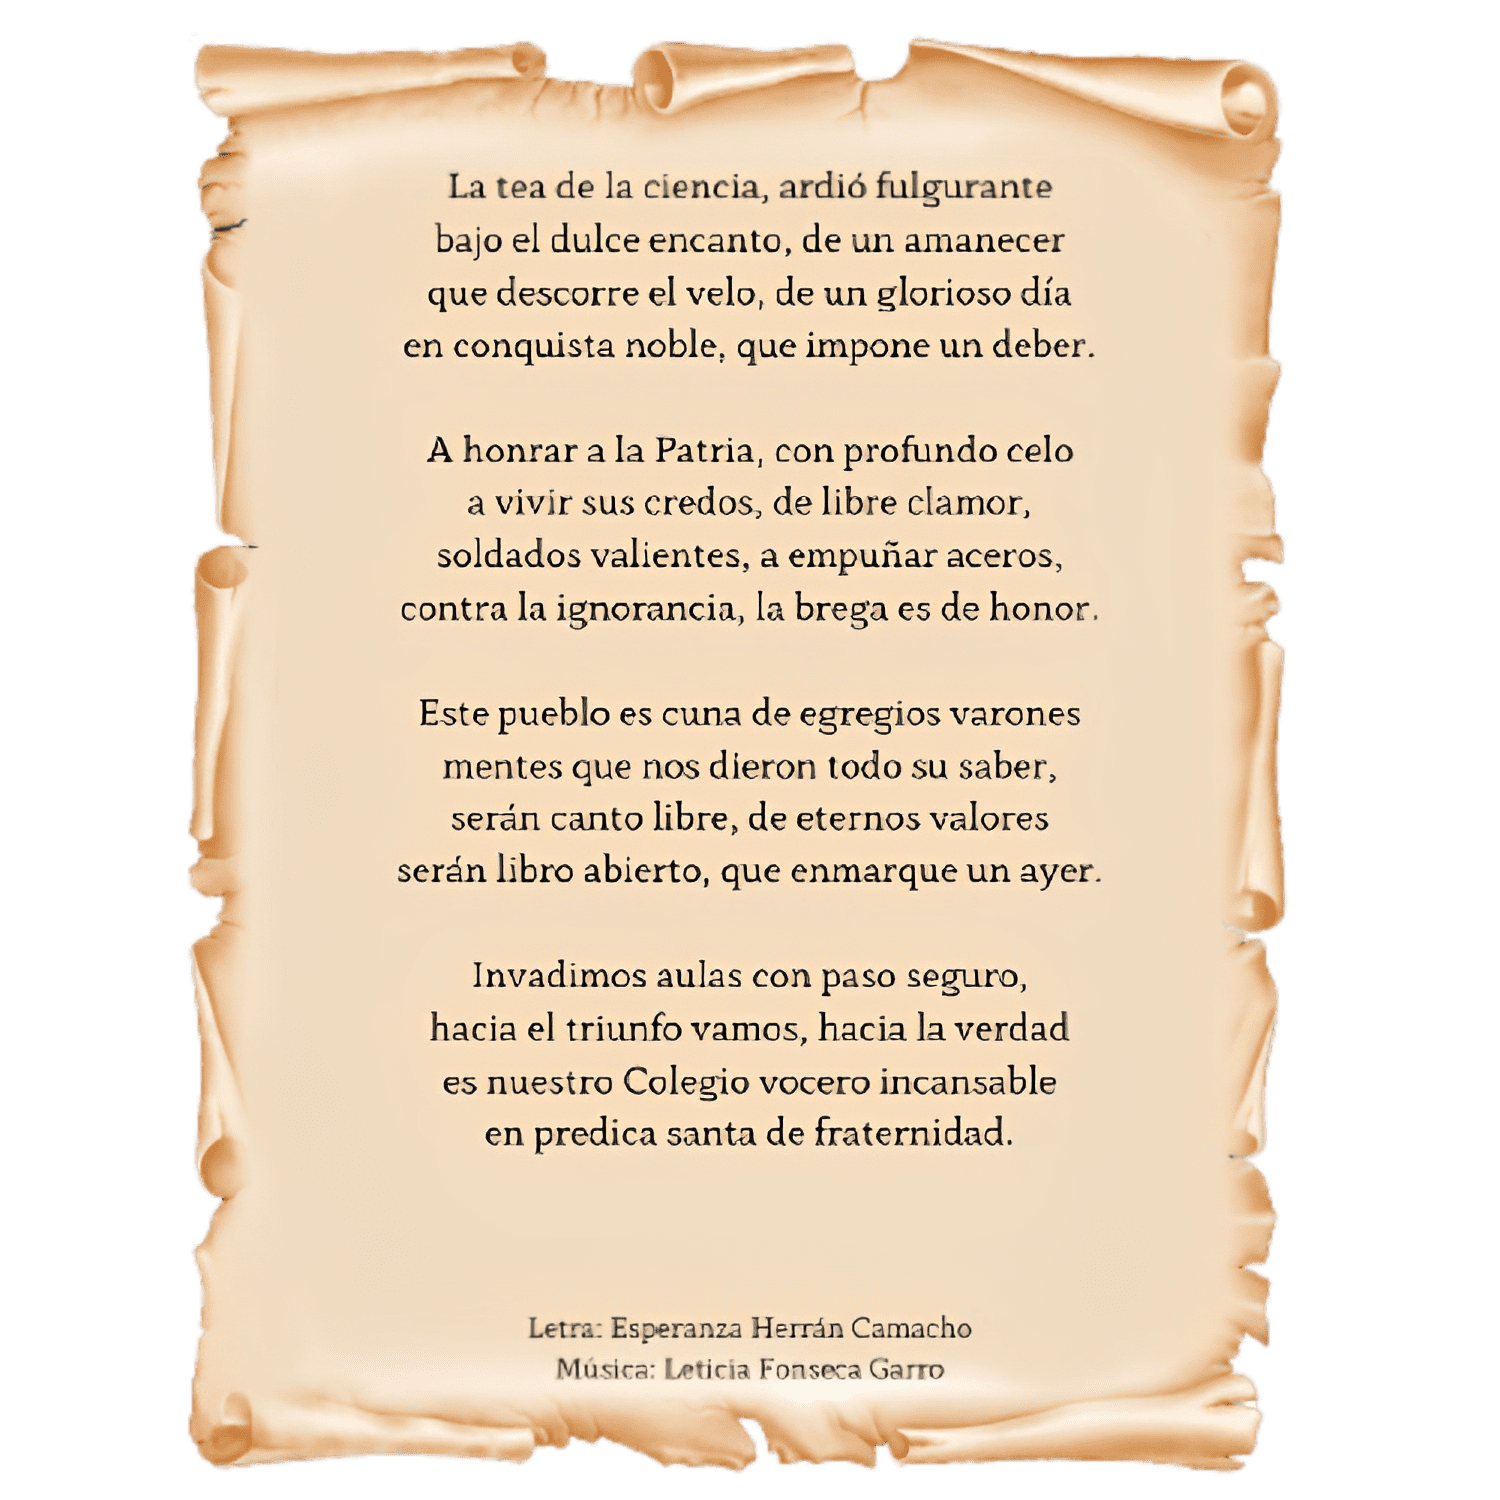 La tea de la ciencia, ardió fulgurante
bajo el dulce encanto, de un amanecer
que descorre el velo, de un glorioso día
en conquista noble, que impone un deber.
A honrar a la Patria, con profundo celo
a vivir sus credos, de libre clamor,
soldados valientes, a empuñar aceros,
contra la ignorancia, la brega es de honor.
Este pueblo es cuna de egregios varones
mentes que nos dieron todo su saber,
serán canto libre, de eternos valores
serán libro abierto, que enmarque un ayer.
Invadimos aulas con paso seguro,
hacia el triunfo vamos, hacia la verdad
es nuestro Colegio vocero incansable
en predica santa de fraternidad.
Letra: Esperanza Herrán Camacho
Música: Leticia Fonseca Garro